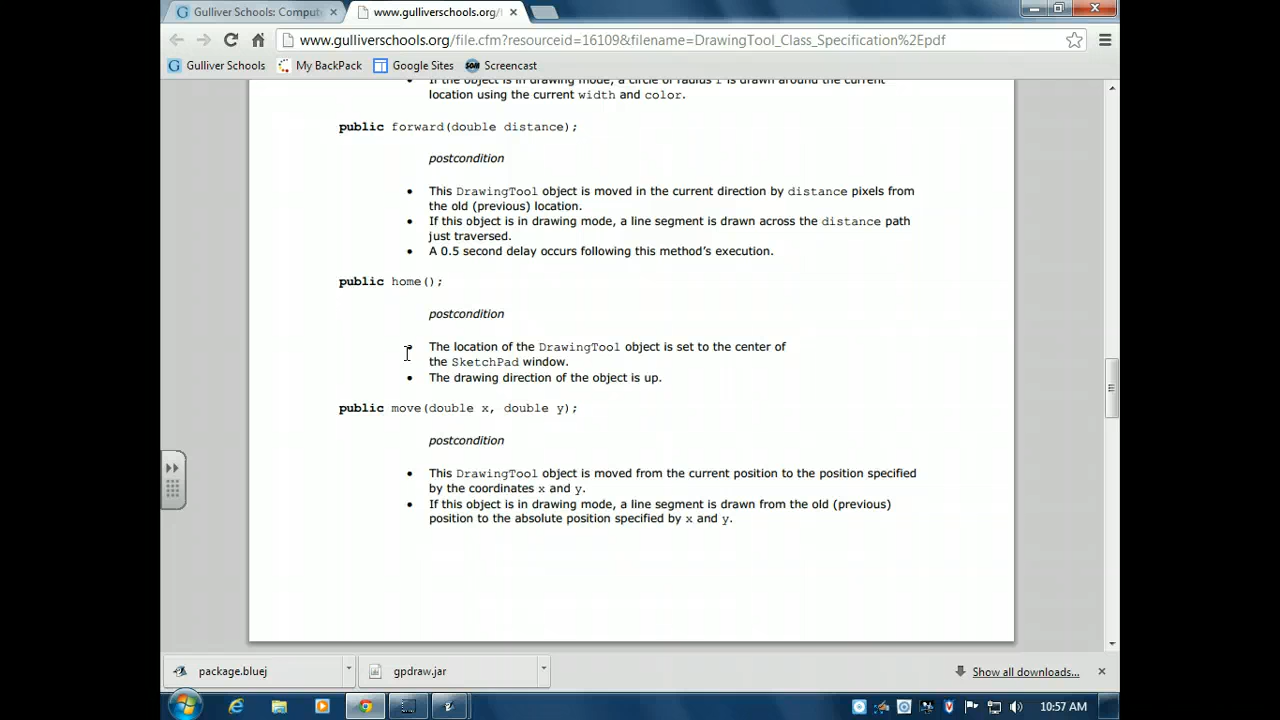 Gulliver Schools: Comput
www.gulliverschools.org/
www.gulliverschools.org/file.cfm?resourceid=16109&filename=DrawingTool_Class_Specification%2Epdf
Gulliver Schools
My BackPack
Google Sites
Screencast
• If the object is in drawing mode, a circle of radius r is drawn around the current
location using the current width and color.
public forward(double distance);
postcondition
• This DrawingTool object is moved in the current direction by distance pixels from
the old (previous) location.
• If this object is in drawing mode, a line segment is drawn across the distance path
just traversed.
• A 0.5 second delay occurs following this method's execution.
public home();
postcondition
• The location of the DrawingTool object is set to the center of
the SketchPad window.
• The drawing direction of the object is up.
public move(double x, double y);
postcondition
• This DrawingTool object is moved from the current position to the position specified
by the coordinates x and y.
• If this object is in drawing mode, a line segment is drawn from the old (previous)
position to the absolute position specified by x and y.
package.bluej
gpdraw.jar
Show all downloads...
10:57 AM